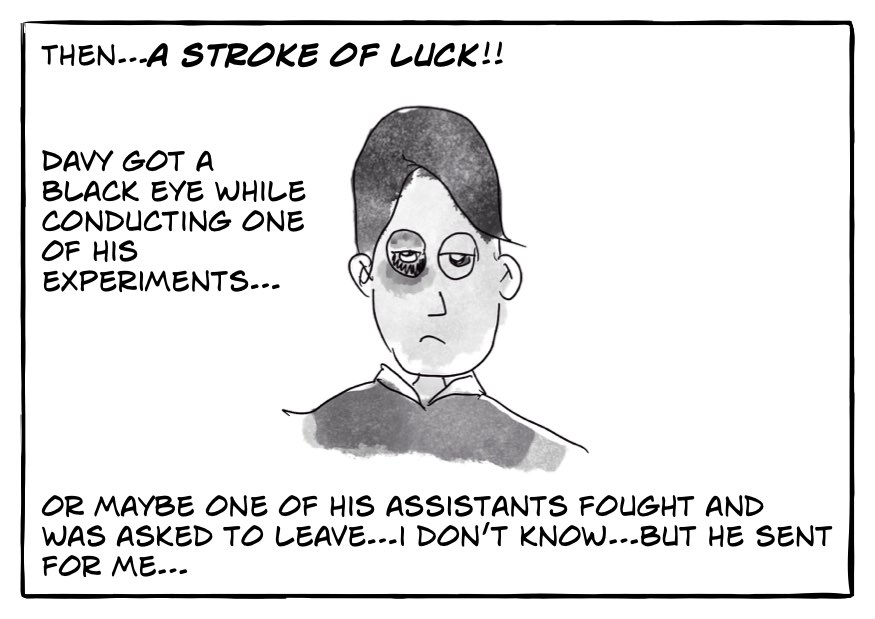 THEN...A STROKE OF LUCK!!
DAVY GOT A
BLACK EYE WHILE
CONDUCTING ONE
OF HIS
EXPERIMENTS...
OR MAYBE ONE OF HIS ASSISTANTS FOUGHT AND
WAS ASKED TO LEAVE...I DON'T KNOW...BUT HE SENT
FOR ME...